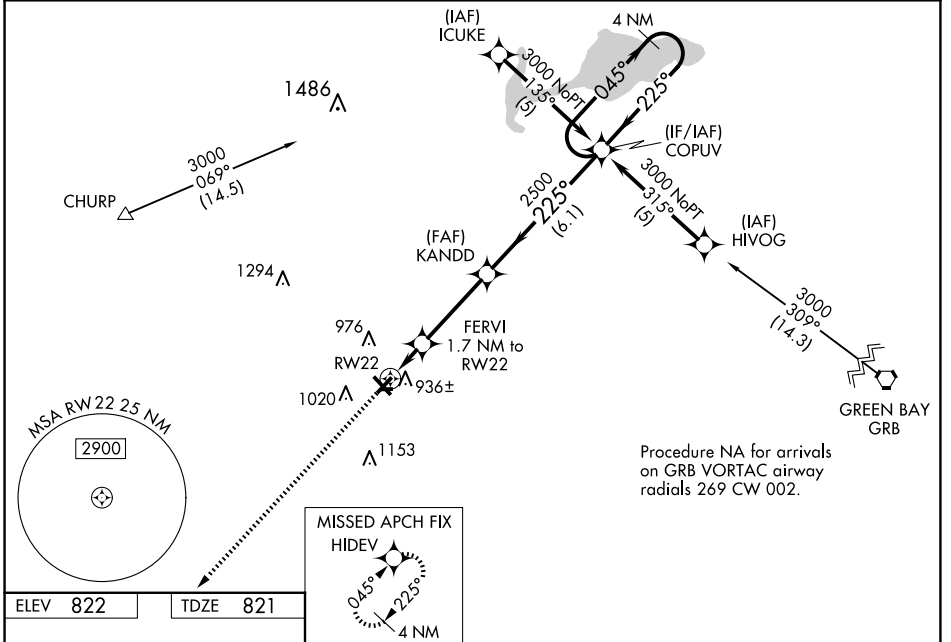 (IAF)
ICUKE
4 NM
3000 NoPT
135°
(5)
045°
225°
(IF/IAF)
COPUV
1486
3000
069°
(14.5)
CHURP
2500
225°
(6.1)
3000 NoPT
315°
(5)
(IAF)
HIVOG
(FAF)
KANDD
1294
3000
309°
(14.3)
976
FERVI
1.7 NM to
RW22
RW22
936±
1020
GREEN BAY
GRB
MSA RW22 25 NM
2900
1153
Procedure NA for arrivals
on GRB VORTAC airway
radials 269 CW 002.
MISSED APCH FIX
HIDEV
045°
225°
4 NM
ELEV 822
TDZE 821